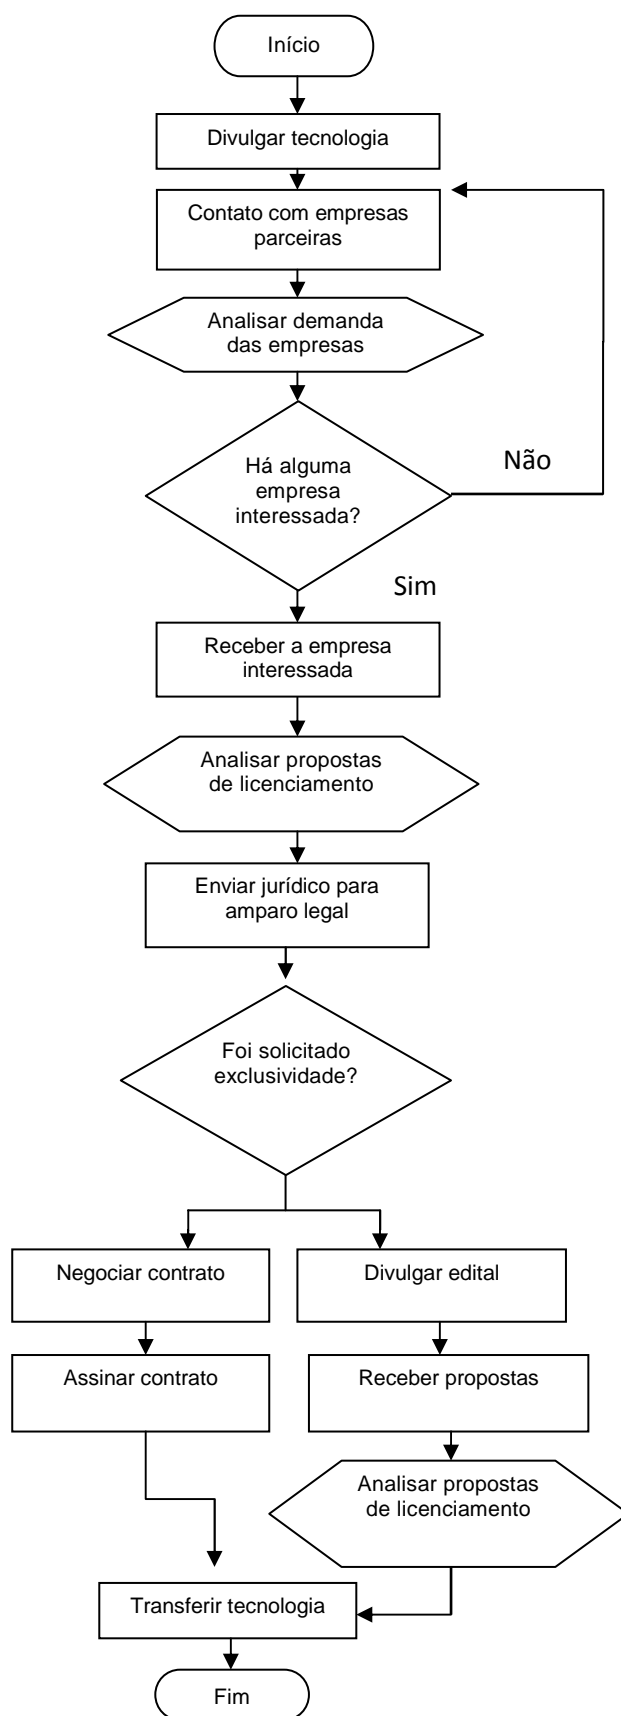 Início
Divulgar tecnologia
Contato com empresas
parceiras
Analisar demanda
das empresas
Há alguma
empresa
interessada?
Não
Sim
Receber a empresa
interessada
Analisar propostas
de licenciamento
Enviar jurídico para
amparo legal
Foi solicitado
exclusividade?
Negociar contrato
Divulgar edital
Assinar contrato
Receber propostas
Analisar propostas
de licenciamento
Transferir tecnologia
Fim